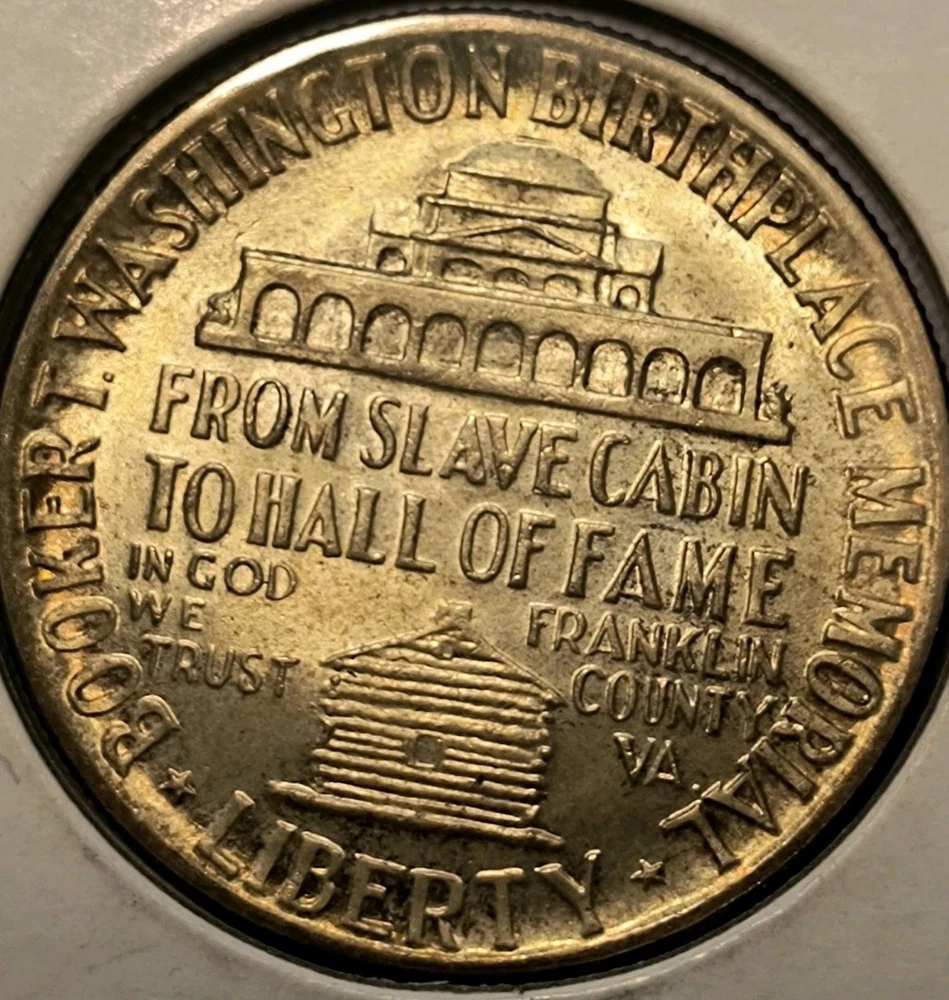 BOOKER T. WASHINGTON BIRTHPLACE MEMORIAL
FROM SLAVE CABIN
TO HALL OF FAME
IN GOD
WE
TRUST
FRANKLIN
COUNTY
VA.
LIBERTY